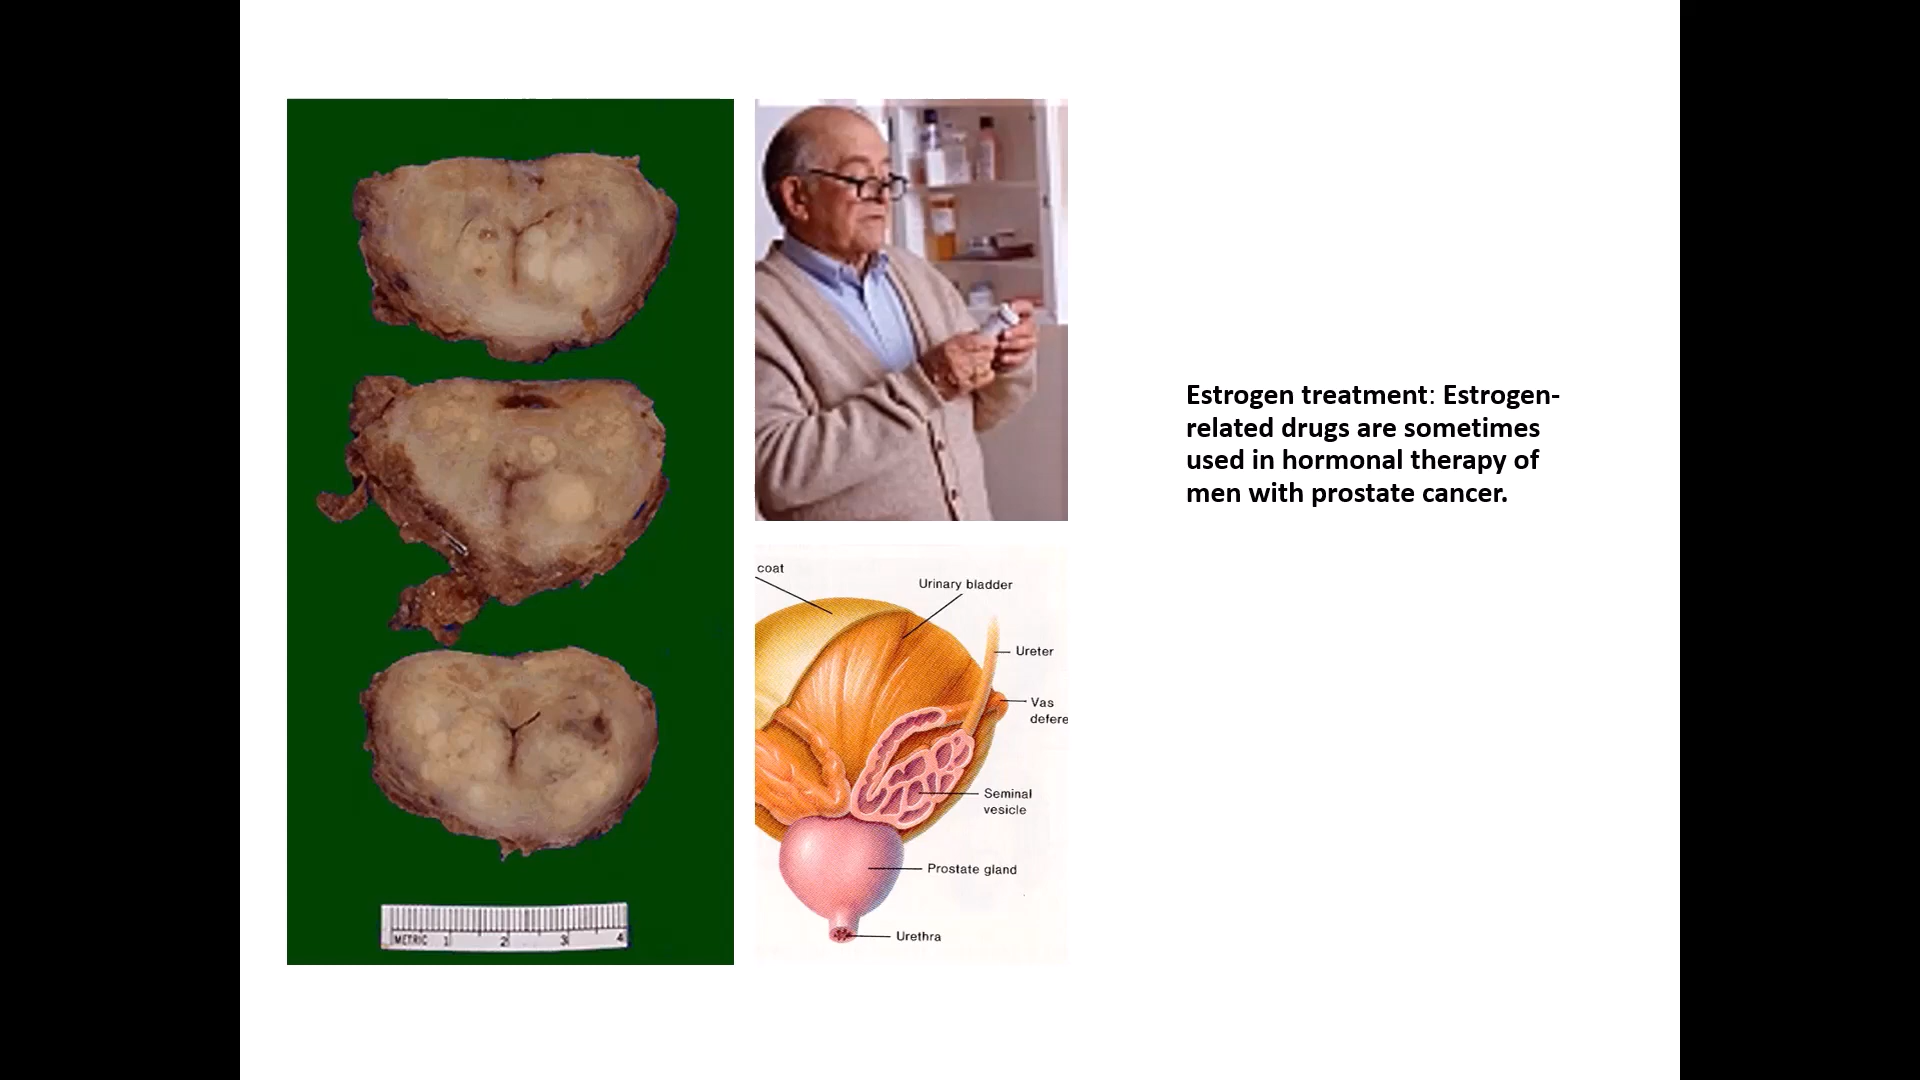 METRIC 1 2 3 4
coat
Urinary bladder
Ureter
Vas
defere
Seminal
vesicle
Prostate gland
Urethra
Estrogen treatment: Estrogen-
related drugs are sometimes
used in hormonal therapy of
men with prostate cancer.